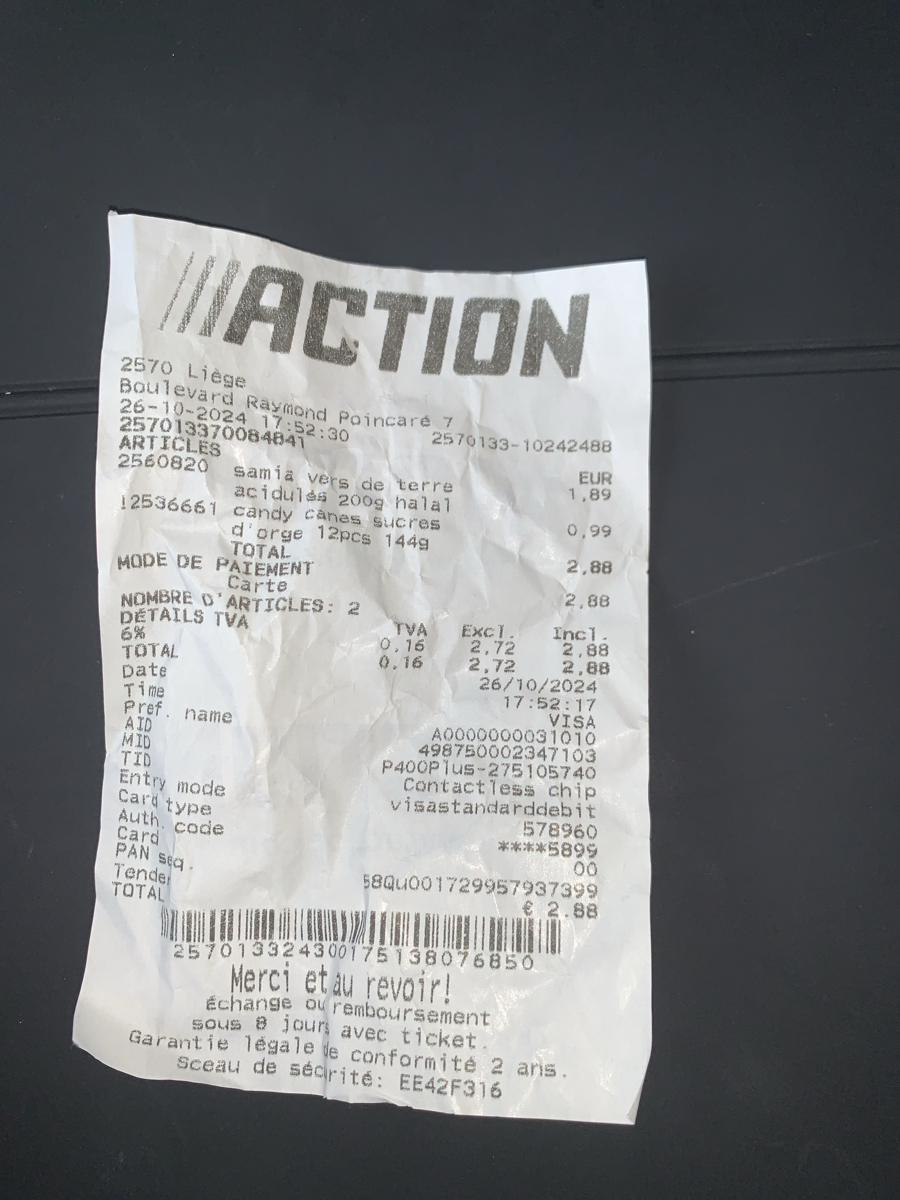 ACTION
2570 Liège
Boulevard Raymond Poincaré 7
26-10-2024 17:52:30 2570133-10242488
257013370084841
ARTICLES EUR
2560820 samia vers de terre 1,89
acidulés 200g halal
12536661 candy canes sucres 0,99
d'orge 12pcs 144g
TOTAL 2,88
MODE DE PAIEMENT
Carte 2,88
NOMBRE D'ARTICLES: 2
DÉTAILS TVA TVA Excl. Incl.
6% 0,16 2,72 2,88
TOTAL 0,16 2,72 2,88
Date 26/10/2024
Time 17:52:17
Pref. name VISA
AID A0000000031010
MID 498750002347103
TID P400Plus-275105740
Entry mode Contactless chip
Card type visastandarddebit
Auth. code 578960
Card ****5899
PAN seq. 00
Tender 58QU001729957937399
TOTAL € 2.88
257013324300175138076850
Merci et au revoir!
Échange ou remboursement
sous 8 jours avec ticket.
Garantie légale de conformité 2 ans.
Sceau de sécurité: EE42F316